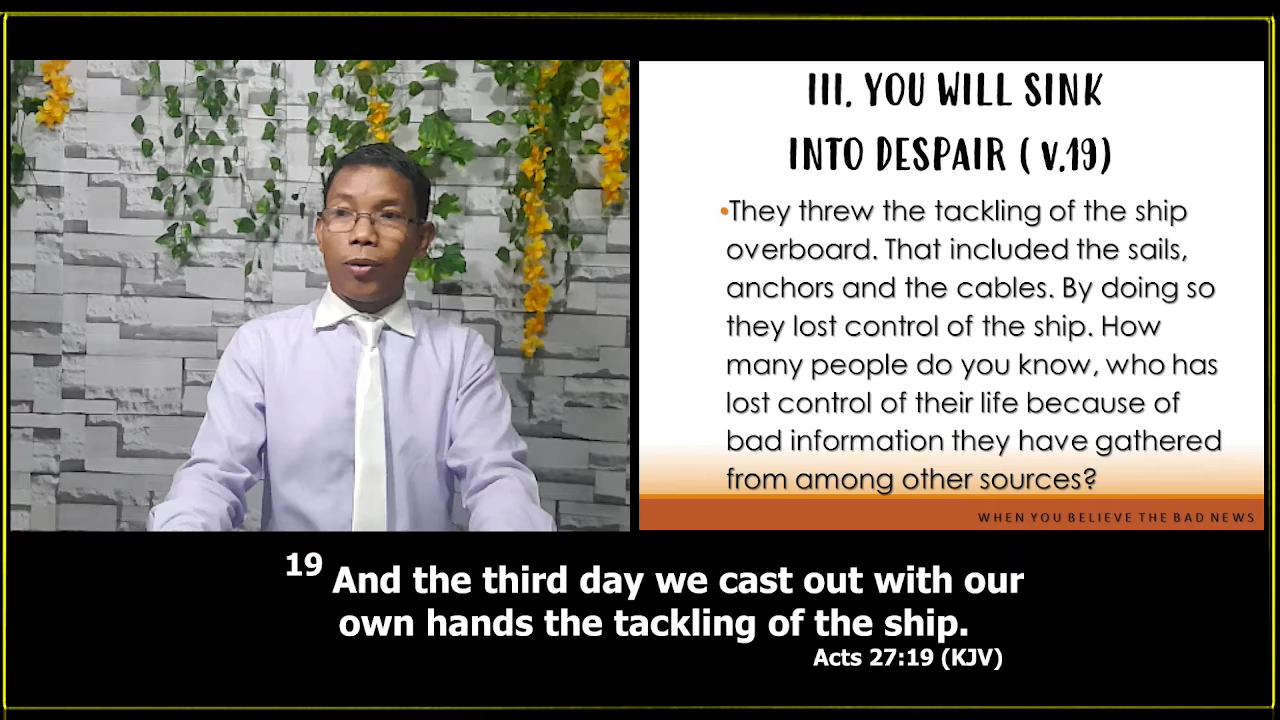 III. YOU WILL SINK
INTO DESPAIR ( V.19)
•They threw the tackling of the ship
overboard. That included the sails,
anchors and the cables. By doing so
they lost control of the ship. How
many people do you know, who has
lost control of their life because of
bad information they have gathered
from among other sources?
WHEN YOU BELIEVE THE BAD NEWS
19 And the third day we cast out with our
own hands the tackling of the ship.
Acts 27:19 (KJV)